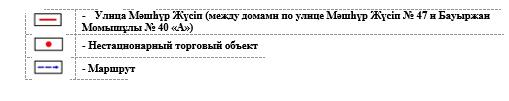 - Улица Мәшһүр Жүсіп (между домами по улице Мәшһүр Жүсіп № 47 и Бауыржан
Момышұлы № 40 «А»)
- Нестационарный торговый объект
- Маршрут